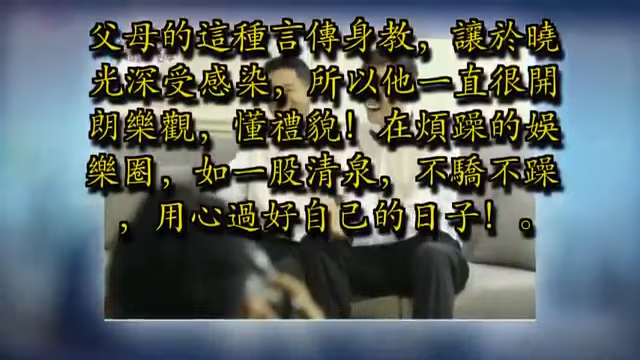 父母的這種言傳身教，讓於曉
光深受感染，所以他一直很開
朗樂觀，懂禮貌！在煩躁的娛
樂圈，如一股清泉，不驕不躁
，用心過好自己的日子！。